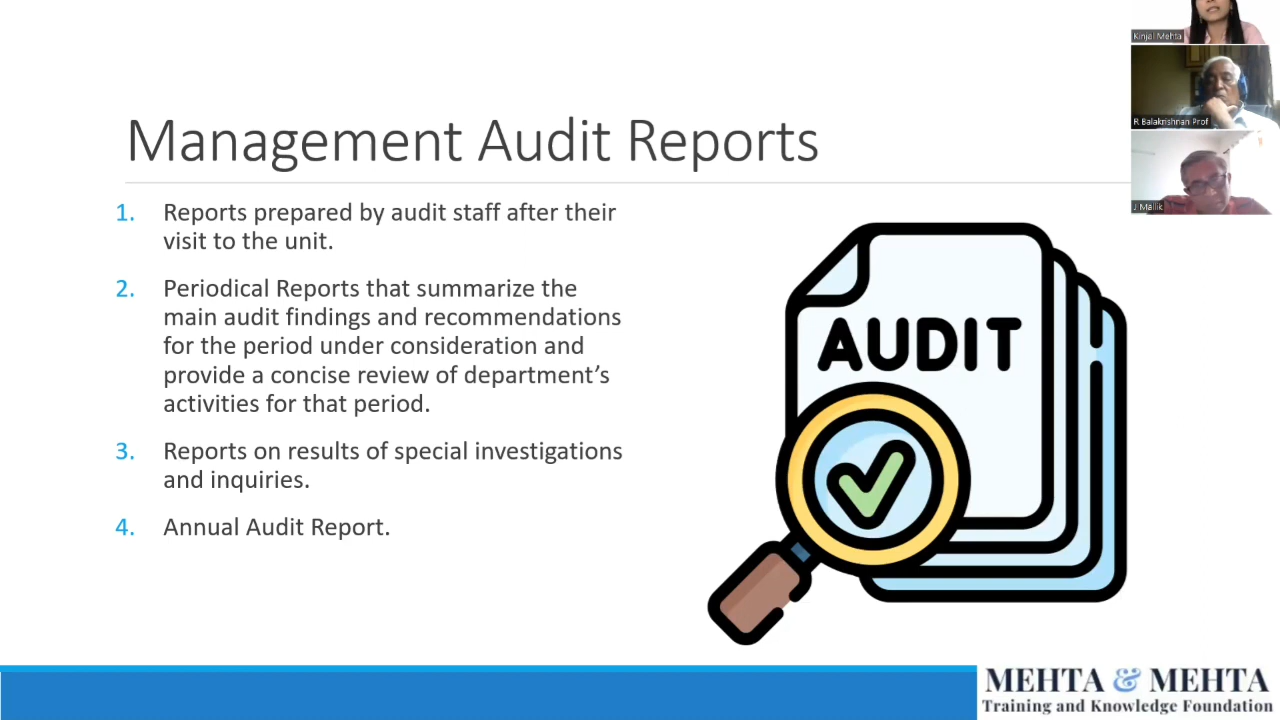 Management Audit Reports
1. Reports prepared by audit staff after their
visit to the unit.
2. Periodical Reports that summarize the
main audit findings and recommendations
for the period under consideration and
provide a concise review of department’s
activities for that period.
3. Reports on results of special investigations
and inquiries.
4. Annual Audit Report.
AUDIT
Kinjal Mehta
R Balakrishnan Prof
J Mallik
MEHTA & MEHTA
Training and Knowledge Foundation